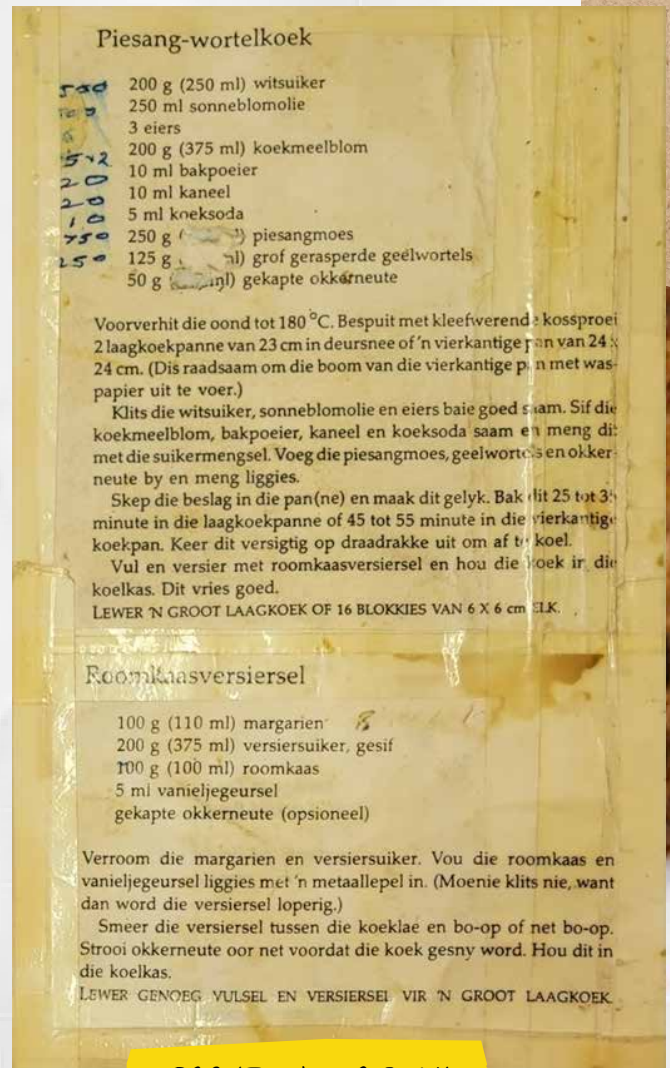 Piesang-wortelkoek
500 200 g (250 ml) witsuiker
250 ml sonneblomolie
3 eiers
200 g (375 ml) koekmeelblom
20 10 ml bakpoeier
20 10 ml kaneel
10 5 ml koeksoda
750 250 g ( ) piesangmoes
250 125 g ml) grof gerasperde geelwortels
50 g ( ml) gekapte okkerneute
Voorverhit die oond tot 180 °C. Bespuit met kleefwerende kossproei
2 laagkoekpanne van 23 cm in deursnee of 'n vierkantige pan van 24 x
24 cm. (Dis raadsaam om die boom van die vierkantige pan met was-
papier uit te voer.)
Klits die witsuiker, sonneblomolie en eiers baie goed saam. Sif die
koekmeelblom, bakpoeier, kaneel en koeksoda saam en meng dit
met die suikermengsel. Voeg die piesangmoes, geelwortels en okker-
neute by en meng liggies.
Skep die beslag in die pan(ne) en maak dit gelyk. Bak dit 25 tot 35
minute in die laagkoekpanne of 45 tot 55 minute in die vierkantige
koekpan. Keer dit versigtig op draadrakke uit om af te koel.
Vul en versier met roomkaasversiersel en hou die koek in die
koelkas. Dit vries goed.
LEWER 'N GROOT LAAGKOEK OF 16 BLOKKIES VAN 6 X 6 cm ELK.
Roomkaasversiersel
100 g (110 ml) margarien
200 g (375 ml) versiersuiker, gesif
100 g (100 ml) roomkaas
5 ml vanieljegeursel
gekapte okkerneute (opsioneel)
Verroom die margarien en versiersuiker. Vou die roomkaas en
vanieljegeursel liggies met 'n metaallepel in. (Moenie klits nie, want
dan word die versiersel loperig.)
Smeer die versiersel tussen die koeklae en bo-op of net bo-op.
Strooi okkerneute oor net voordat die koek gesny word. Hou dit in
die koelkas.
LEWER GENOEG VULSEL EN VERSIERSEL VIR 'N GROOT LAAGKOEK.